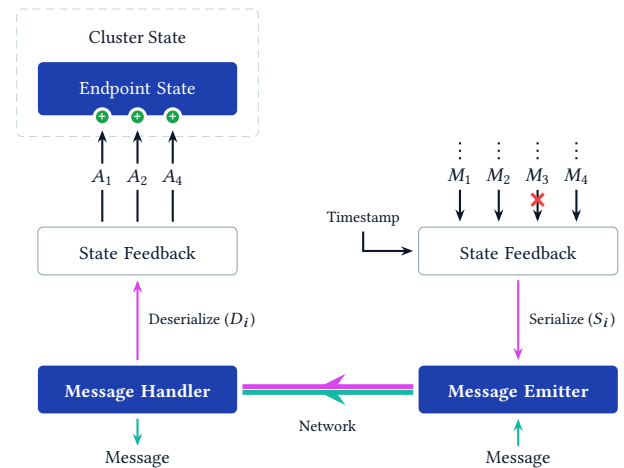 Cluster State
Endpoint State
+ + +
A1 A2 A4
State Feedback
Deserialize (Di)
Message Handler
Message
⋮ ⋮ ⋮ ⋮
M1 M2 M3 M4
Timestamp
State Feedback
Serialize (Si)
Message Emitter
Network
Message